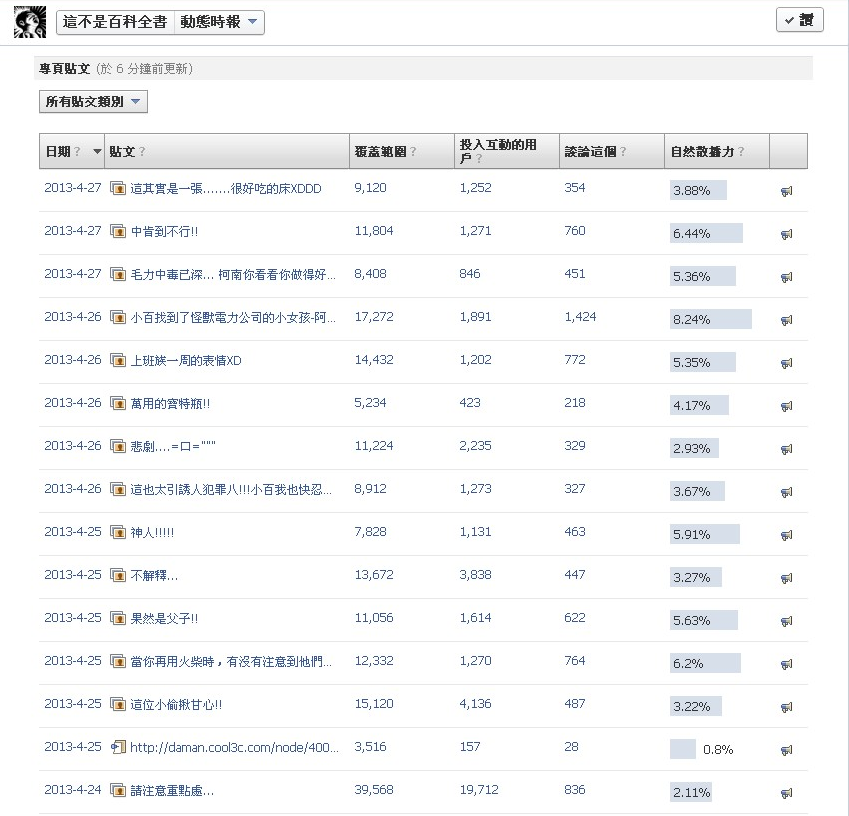 這不是百科全書 動態時報 讚
專頁貼文 (於 6 分鐘前更新)
所有貼文類別
日期? 貼文? 覆蓋範圍? 投入互動的用戶? 談論這個? 自然散播力?
2013-4-27 這其實是一張.......很好吃的床XDDD 9,120 1,252 354 3.88%
2013-4-27 中肯到不行!! 11,804 1,271 760 6.44%
2013-4-27 毛力中毒已深... 柯南你看看你做得好... 8,408 846 451 5.36%
2013-4-26 小百找到了怪獸電力公司的小女孩-阿... 17,272 1,891 1,424 8.24%
2013-4-26 上班族一周的表情XD 14,432 1,202 772 5.35%
2013-4-26 萬用的寶特瓶!! 5,234 423 218 4.17%
2013-4-26 悲劇....=口=""" 11,224 2,235 329 2.93%
2013-4-26 這也太引誘人犯罪八!!!小百我也快忍... 8,912 1,273 327 3.67%
2013-4-25 神人!!!!! 7,828 1,131 463 5.91%
2013-4-25 不解釋... 13,672 3,838 447 3.27%
2013-4-25 果然是父子!! 11,056 1,614 622 5.63%
2013-4-25 當你再用火柴時，有沒有注意到他們... 12,332 1,270 764 6.2%
2013-4-25 這位小偷揪甘心!! 15,120 4,136 487 3.22%
2013-4-25 http://daman.cool3c.com/node/400... 3,516 157 28 0.8%
2013-4-24 請注意重點處... 39,568 19,712 836 2.11%